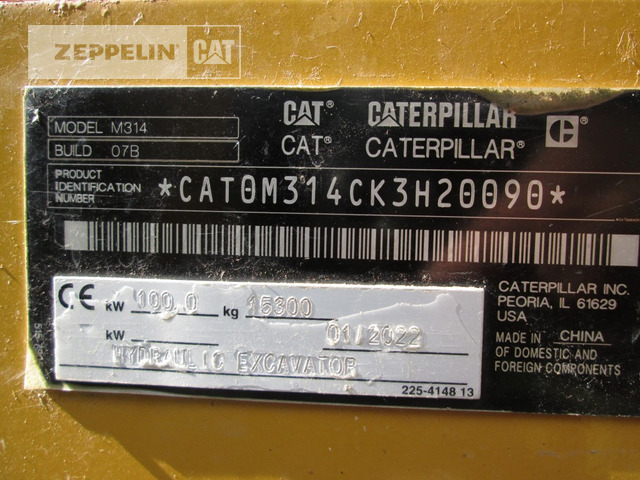 ZEPPELIN CAT
CAT® CATERPILLAR
CAT® CATERPILLAR®
C
MODEL M314
BUILD 07B
PRODUCT
IDENTIFICATION
NUMBER
*CAT0M314CK3H20090*
CE kW 100.0 kg 15300
kW 01/2022
HYDRAULIC EXCAVATOR
225-4148 13
CATERPILLAR INC.
PEORIA, IL 61629
USA
MADE IN CHINA
OF DOMESTIC AND
FOREIGN COMPONENTS